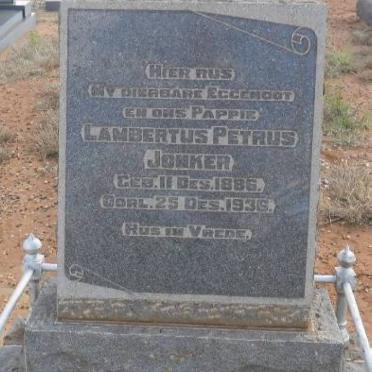 Hier rus
My dierbare Eggenoot
en ons Pappie
Lambertus Petrus
Jonker
Geb. 11 Des. 1886.
Oorl. 25 Des. 1936.
Rus in Vrede.